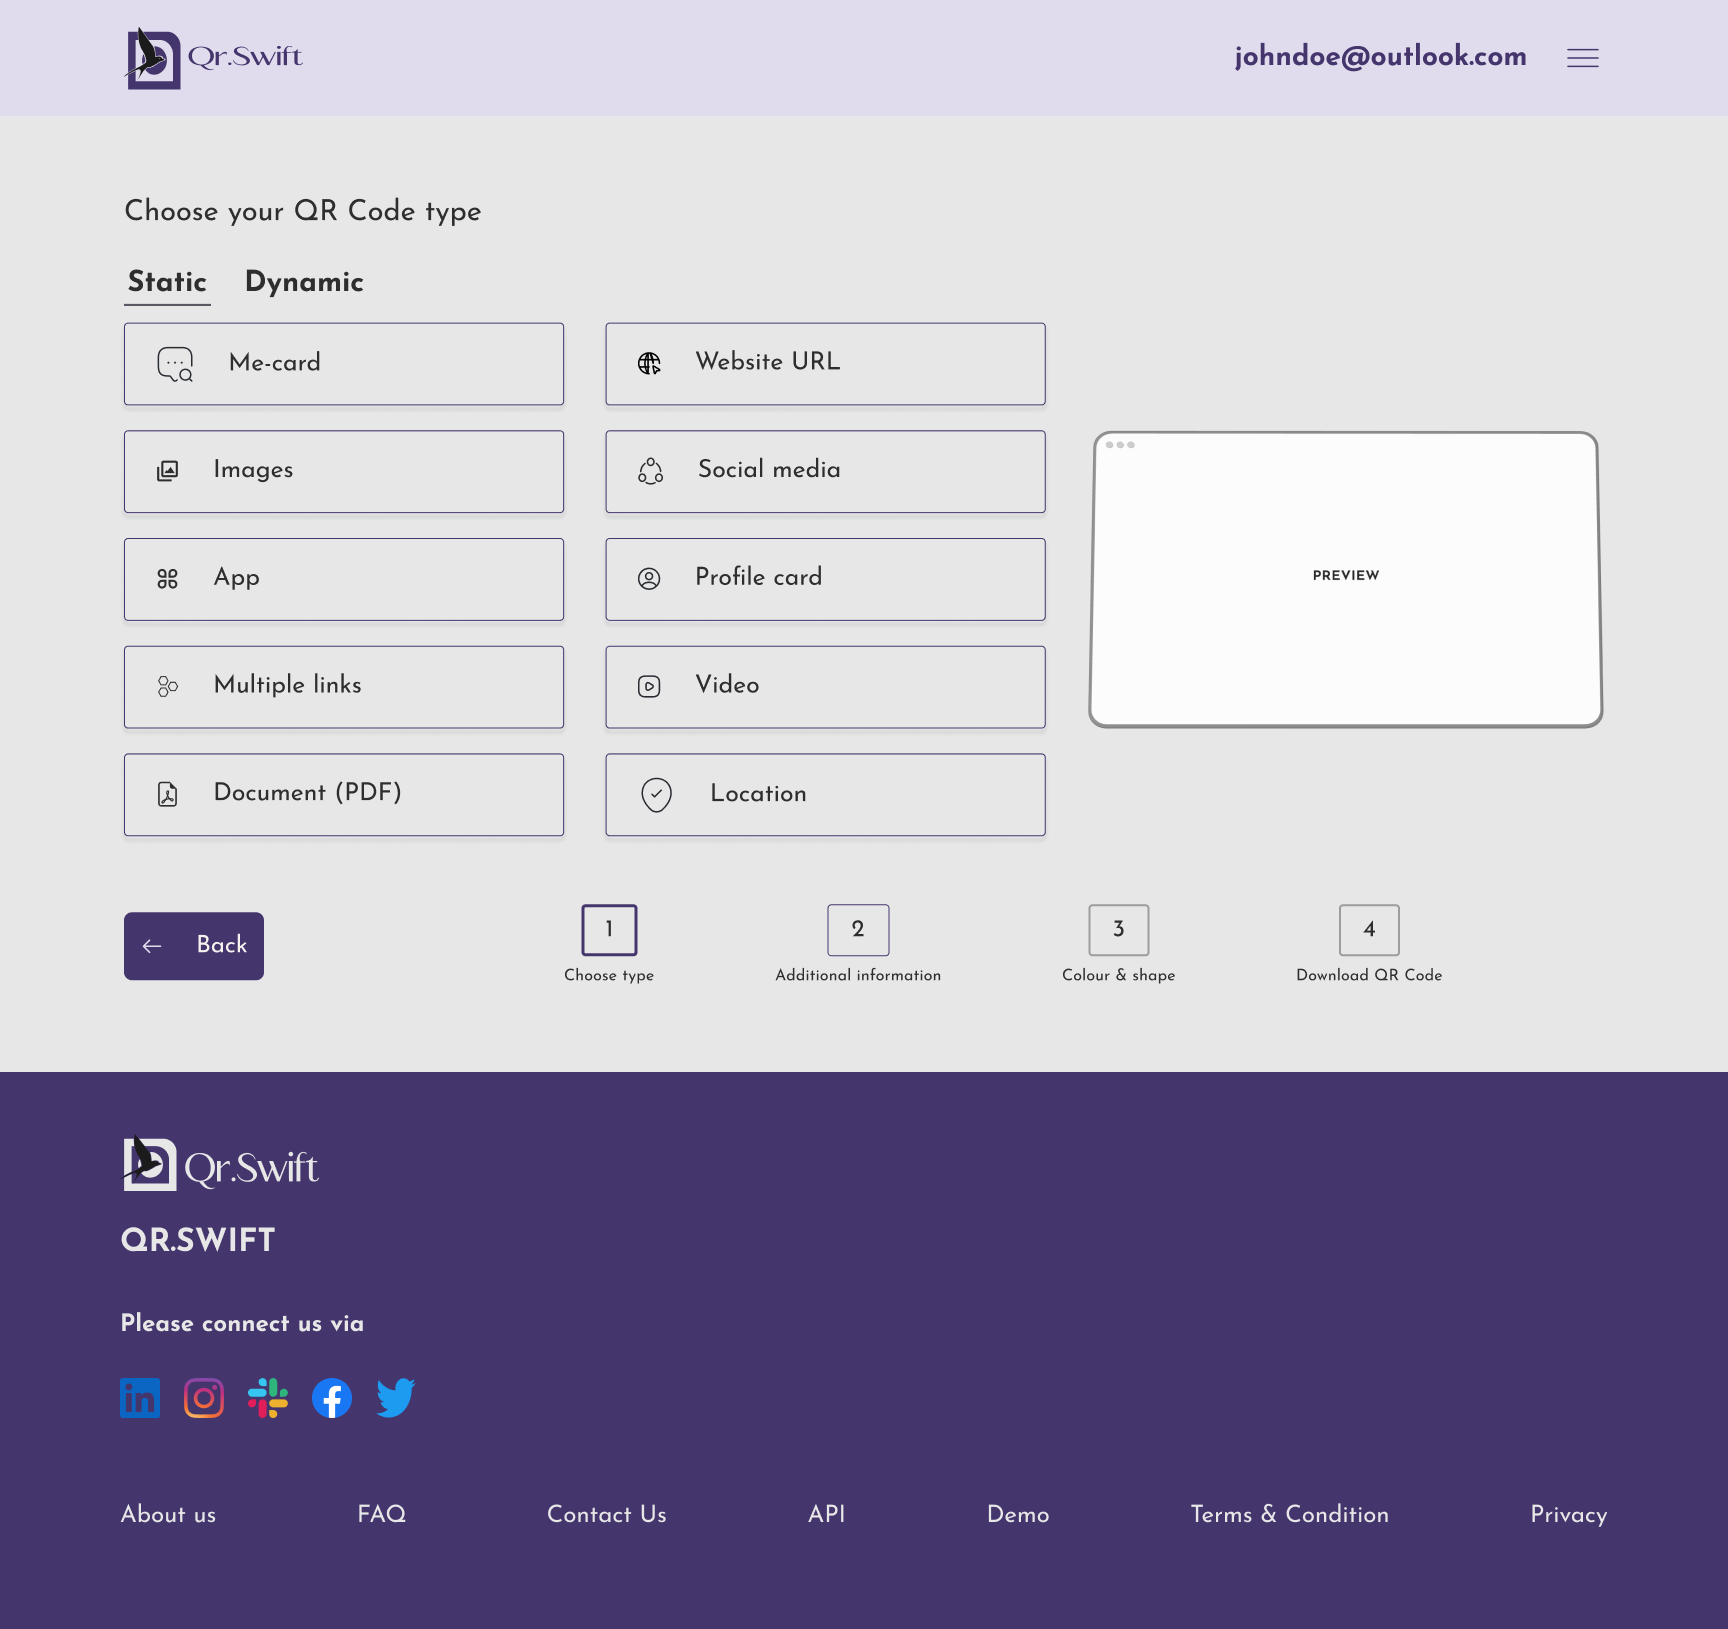 Qr.Swift
johndoe@outlook.com
Choose your QR Code type
Static Dynamic
Me-card
Website URL
Images
Social media
App
Profile card
Multiple links
Video
Document (PDF)
Location
PREVIEW
Back
1
Choose type
2
Additional information
3
Colour & shape
4
Download QR Code
Qr.Swift
QR.SWIFT
Please connect us via
in
About us FAQ Contact Us API Demo Terms & Condition Privacy